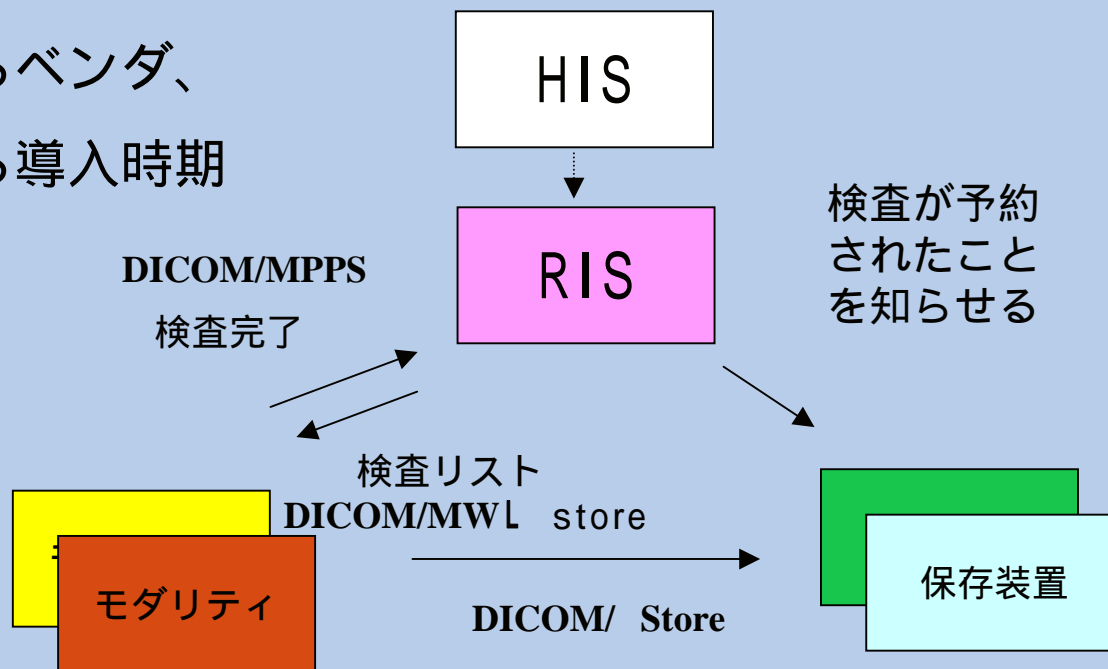 ベンダ、
HIS
導入時期
RIS
検査が予約
されたこと
を知らせる
DICOM/MPPS
検査完了
検査リスト
DICOM/MWL store
モダリティ
保存装置
DICOM/ Store